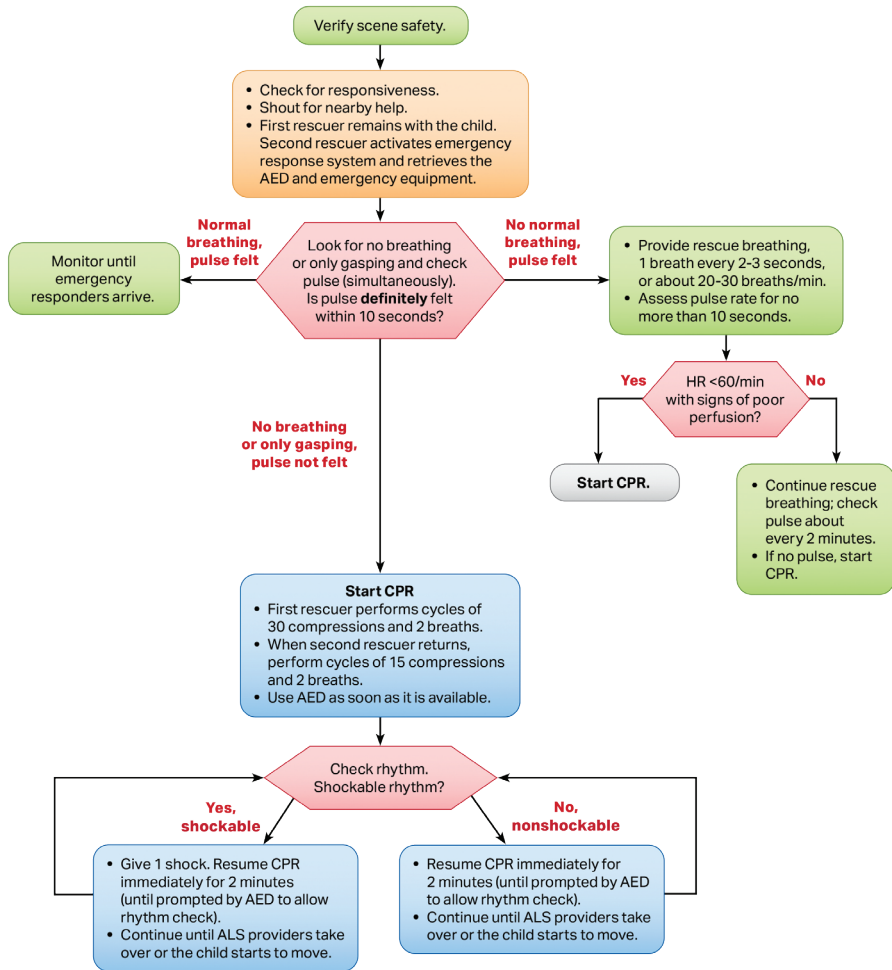 Verify scene safety.
• Check for responsiveness.
• Shout for nearby help.
• First rescuer remains with the child.
Second rescuer activates emergency
response system and retrieves the
AED and emergency equipment.
Normal
breathing,
pulse felt
No normal
breathing,
pulse felt
Monitor until
emergency
responders arrive.
Look for no breathing
or only gasping and check
pulse (simultaneously).
Is pulse definitely felt
within 10 seconds?
• Provide rescue breathing,
1 breath every 2-3 seconds,
or about 20-30 breaths/min.
• Assess pulse rate for no
more than 10 seconds.
Yes
HR <60/min
with signs of poor
perfusion?
No
No breathing
or only gasping,
pulse not felt
Start CPR.
• Continue rescue
breathing; check
pulse about
every 2 minutes.
• If no pulse, start
CPR.
Start CPR
• First rescuer performs cycles of
30 compressions and 2 breaths.
• When second rescuer returns,
perform cycles of 15 compressions
and 2 breaths.
• Use AED as soon as it is available.
Check rhythm.
Shockable rhythm?
Yes,
shockable
No,
nonshockable
• Give 1 shock. Resume CPR
immediately for 2 minutes
(until prompted by AED to allow
rhythm check).
• Continue until ALS providers take
over or the child starts to move.
• Resume CPR immediately for
2 minutes (until prompted by AED
to allow rhythm check).
• Continue until ALS providers take
over or the child starts to move.